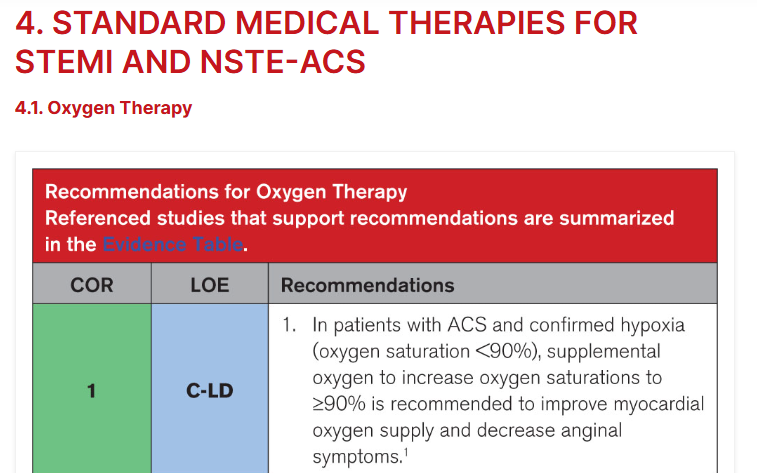 4. STANDARD MEDICAL THERAPIES FOR
STEMI AND NSTE-ACS
4.1. Oxygen Therapy
Recommendations for Oxygen Therapy
Referenced studies that support recommendations are summarized
in the Evidence Table.
COR LOE Recommendations
1 C-LD
1. In patients with ACS and confirmed hypoxia
(oxygen saturation <90%), supplemental
oxygen to increase oxygen saturations to
≥90% is recommended to improve myocardial
oxygen supply and decrease anginal
symptoms.¹